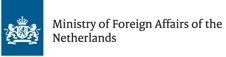 Ministry of Foreign Affairs of the
Netherlands